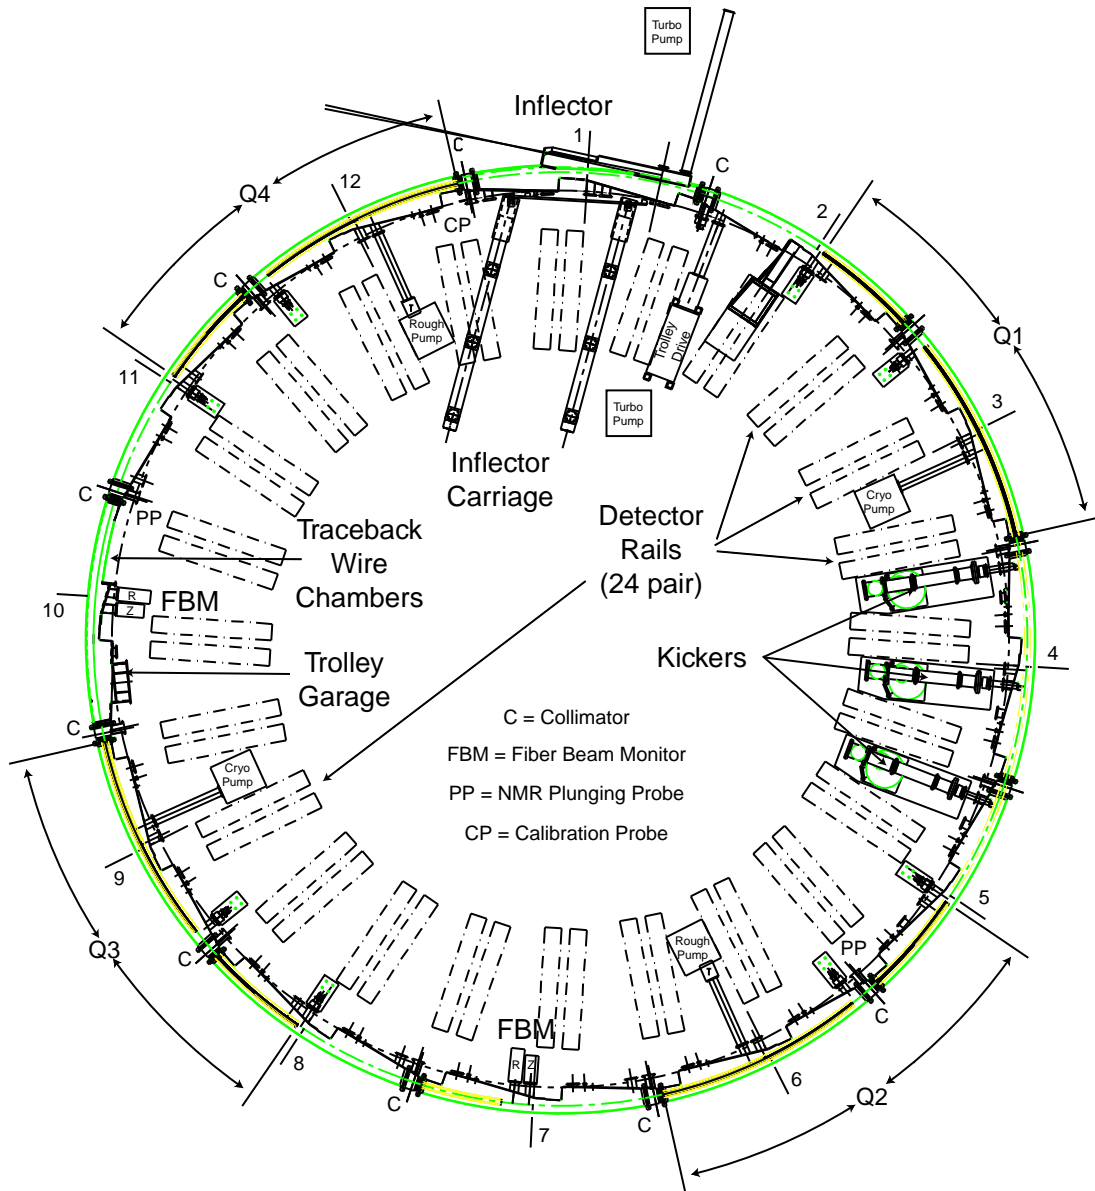 Turbo
Pump
Inflector
1
C
C
12
Q4
2
CP
C
Rough
Pump
Trolley
Drive
Q1
11
Turbo
Pump
3
Inflector
Carriage
C
PP
Cryo
Pump
Traceback
Wire
Chambers
Detector
Rails
(24 pair)
10
R
Z
FBM
Kickers
4
Trolley
Garage
C
C = Collimator
FBM = Fiber Beam Monitor
PP = NMR Plunging Probe
CP = Calibration Probe
Cryo
Pump
9
5
Q3
C
Rough
Pump
PP
C
FBM
R
Z
8
6
C
C
Q2
7